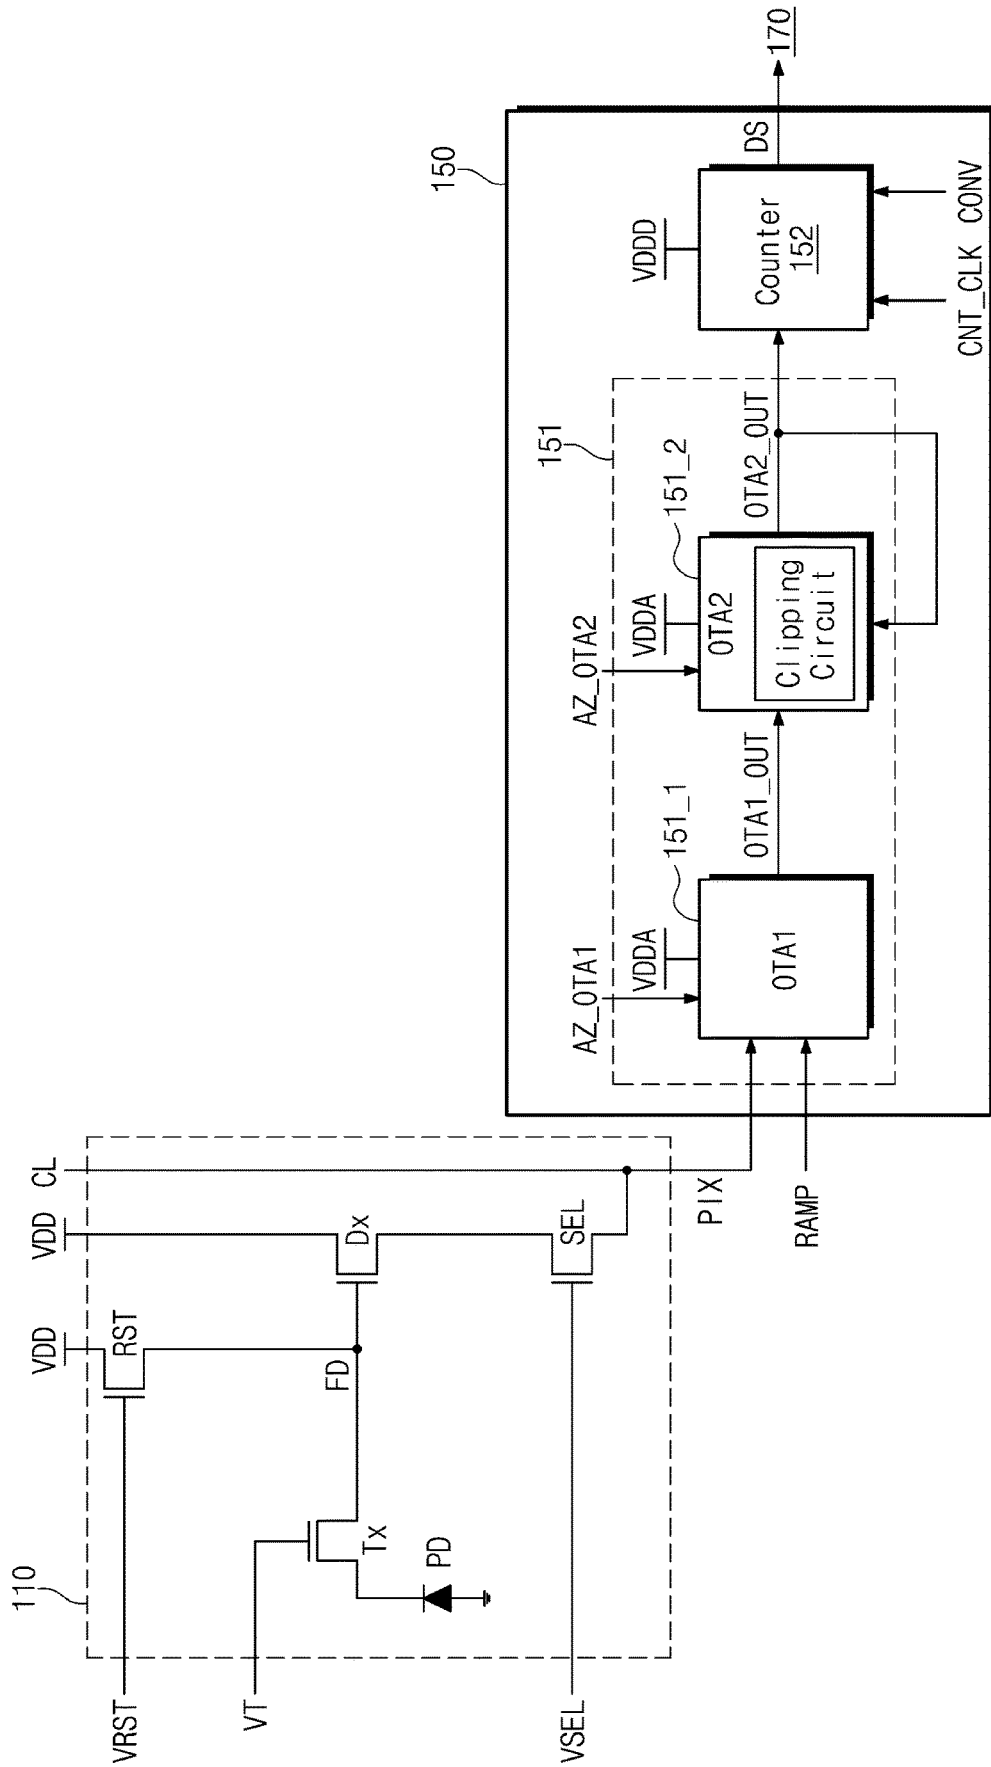 110
VRST
VT
VSEL
VDD
VDD
CL
RST
FD
Dx
Tx
PD
SEL
PIX
RAMP
150
151
AZ_OTA1
VDDA
151_1
OTA1
OTA1_OUT
AZ_OTA2
VDDA
151_2
OTA2
Clipping
Circuit
OTA2_OUT
VDDD
Counter
152
CNT_CLK
CONV
DS
170